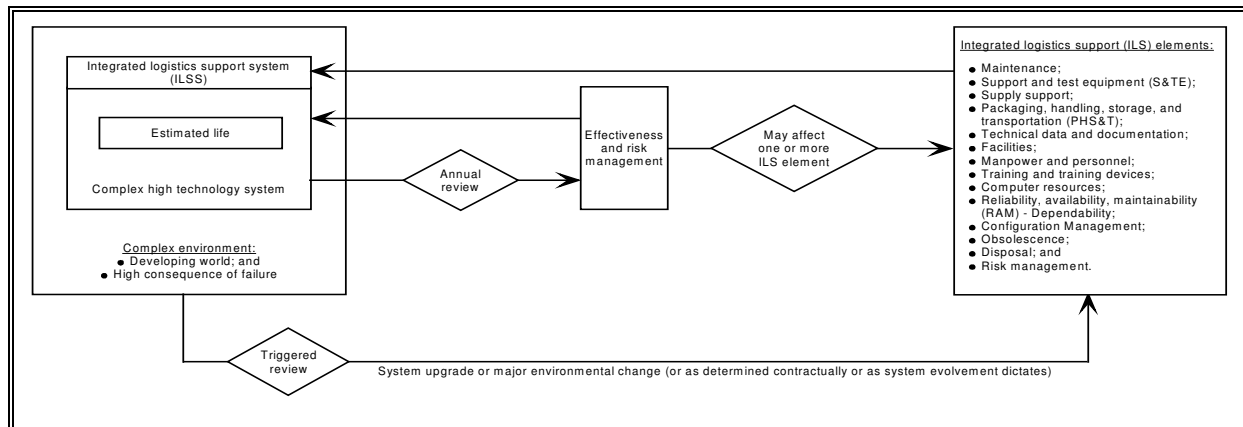 Integrated logistics support system
(ILSS)
Estimated life
Complex high technology system
Complex environment:
● Developing world; and
● High consequence of failure
Annual
review
Effectiveness
and risk
management
May affect
one or more
ILS element
Integrated logistics support (ILS) elements:
● Maintenance;
● Support and test equipment (S&TE);
● Supply support;
● Packaging, handling, storage, and
transportation (PHS&T);
● Technical data and documentation;
● Facilities;
● Manpower and personnel;
● Training and training devices;
● Computer resources;
● Reliability, availability, maintainability
(RAM) - Dependability;
● Configuration Management;
● Obsolescence;
● Disposal; and
● Risk management.
Triggered
review
System upgrade or major environmental change (or as determined contractually or as system evolvement dictates)